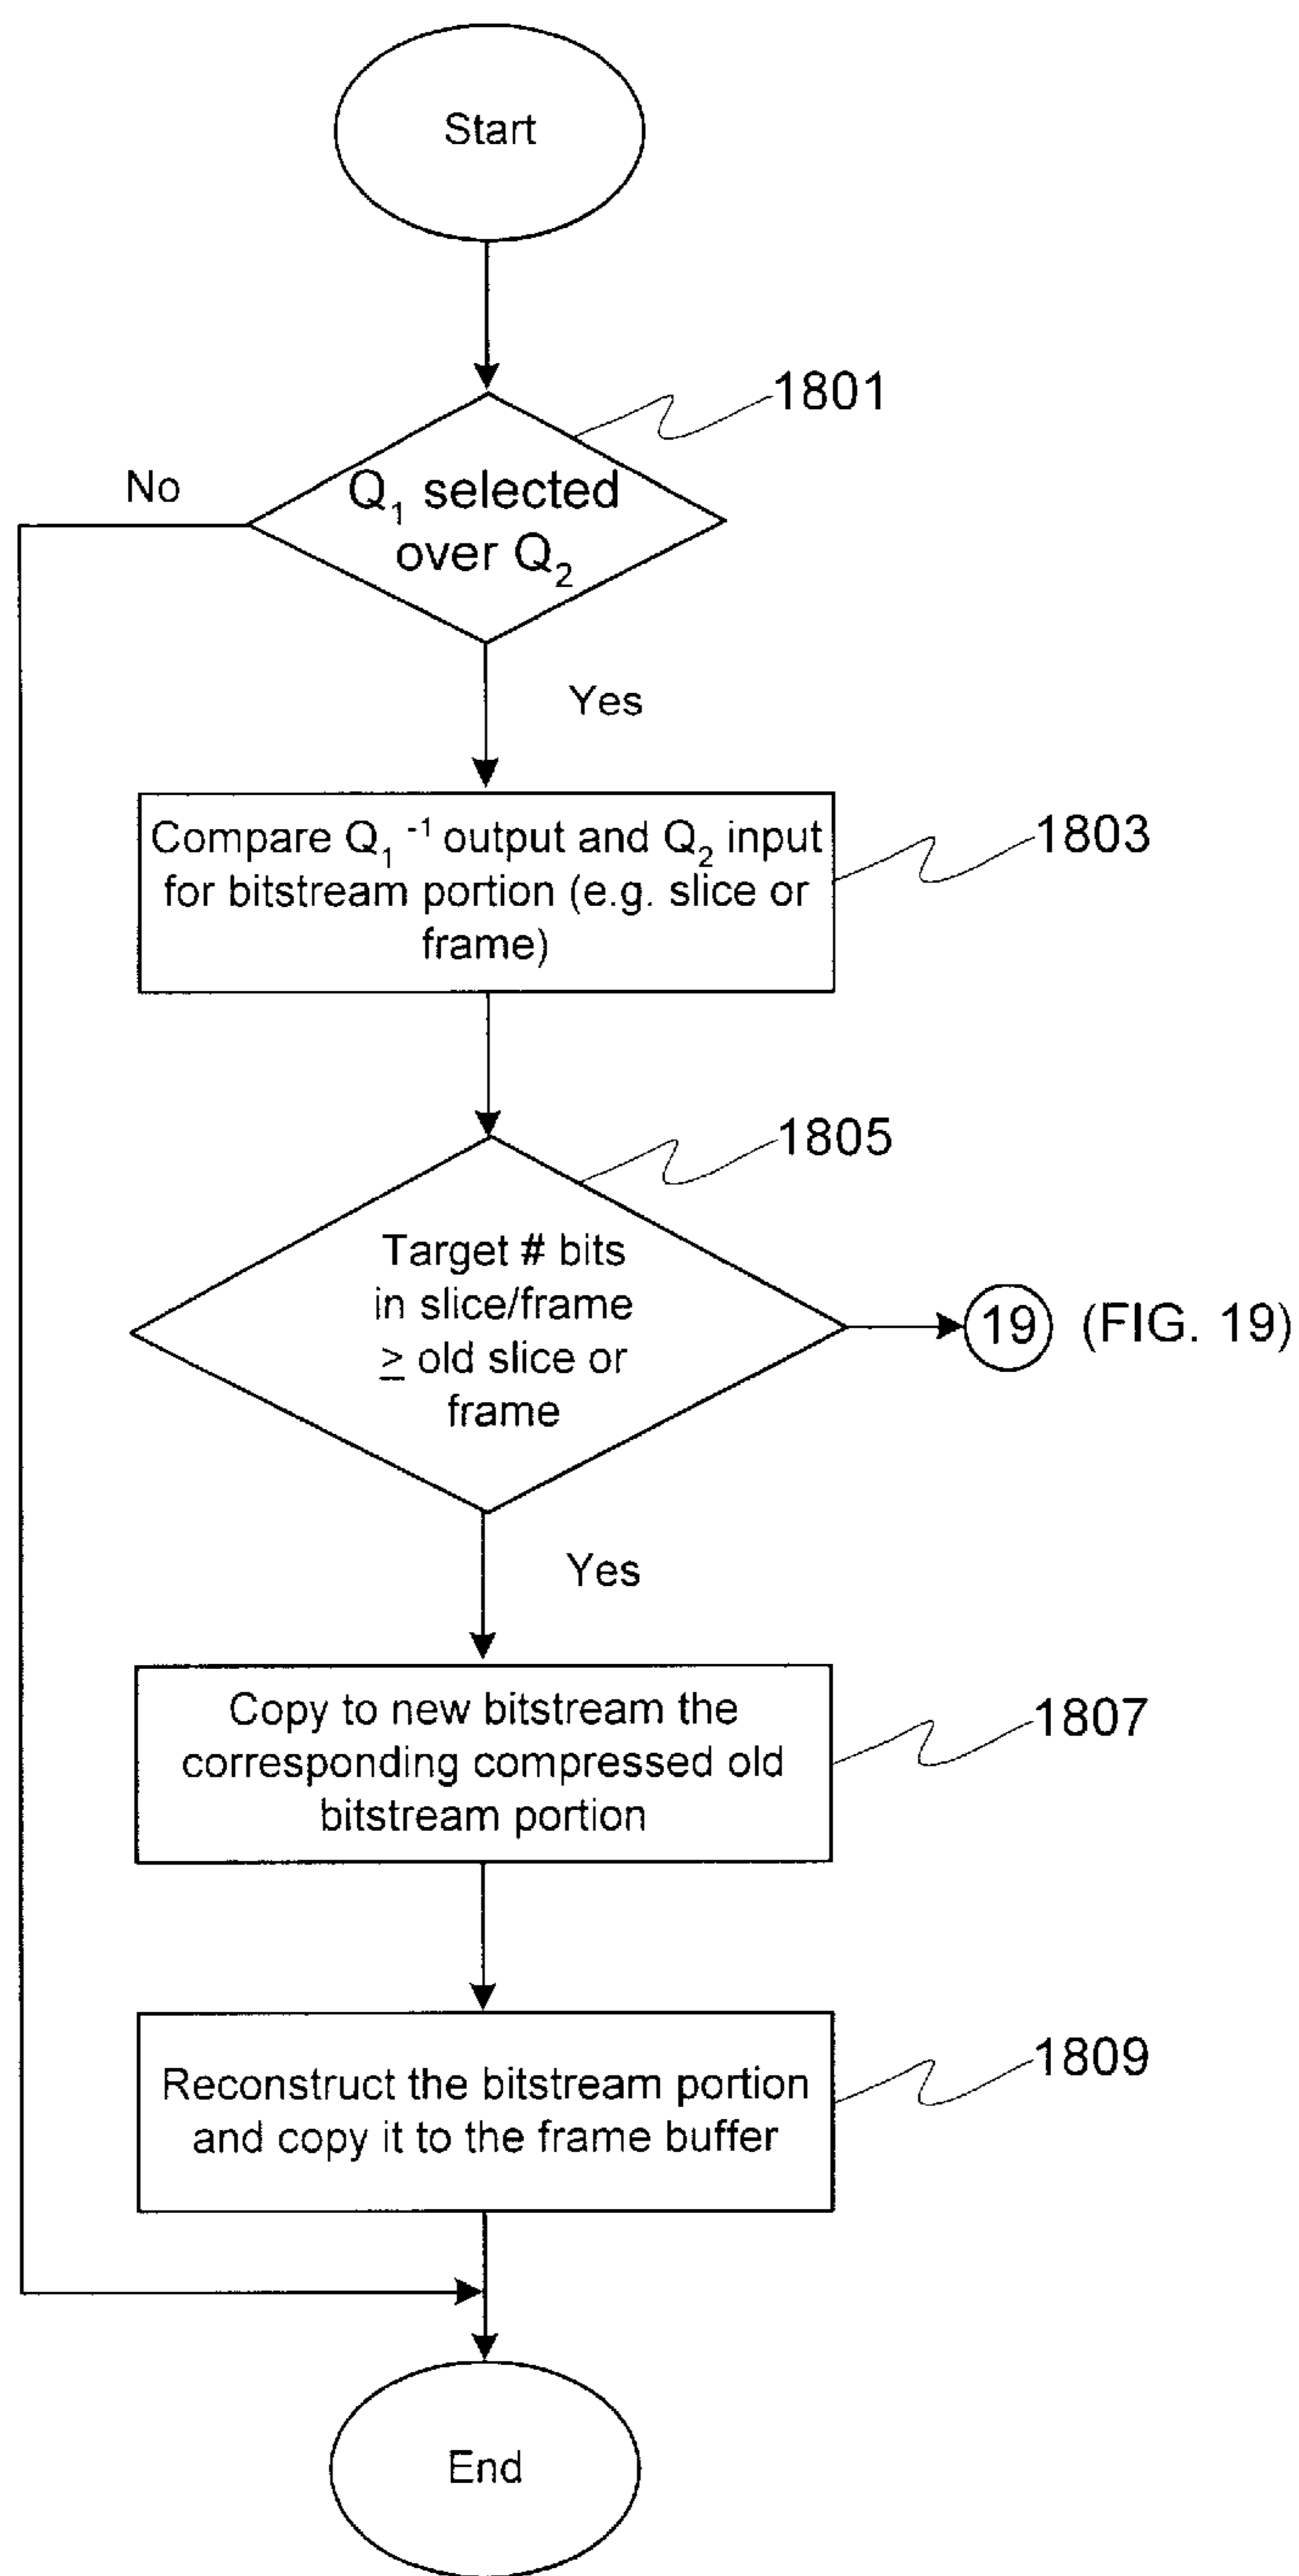 Start
1801
No
Q₁ selected
over Q₂
Yes
Compare Q₁⁻¹ output and Q₂ input
for bitstream portion (e.g. slice or
frame)
1803
1805
Target # bits
in slice/frame
≥ old slice or
frame
19 (FIG. 19)
Yes
Copy to new bitstream the
corresponding compressed old
bitstream portion
1807
Reconstruct the bitstream portion
and copy it to the frame buffer
1809
End